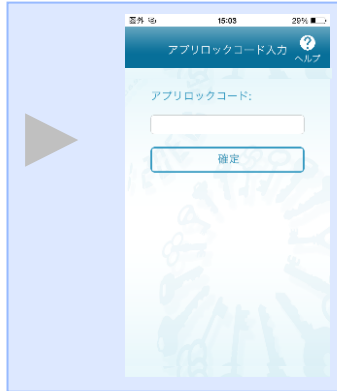 圏外 15:03 29%
アプリロックコード入力
?
ヘルプ
アプリロックコード:
確定